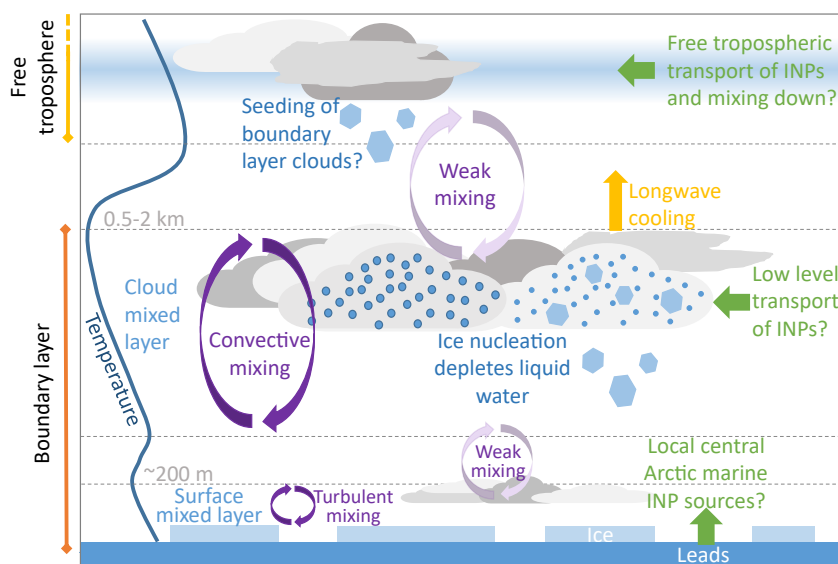 Free
troposphere
Free tropospheric
transport of INPs
and mixing down?
Seeding of
boundary
layer clouds?
Weak
mixing
Longwave
cooling
0.5-2 km
Boundary layer
Temperature
Cloud
mixed
layer
Convective
mixing
Low level
transport
of INPs?
Ice nucleation
depletes liquid
water
~200 m
Weak
mixing
Local central
Arctic marine
INP sources?
Surface
mixed layer
Turbulent
mixing
Ice
Leads